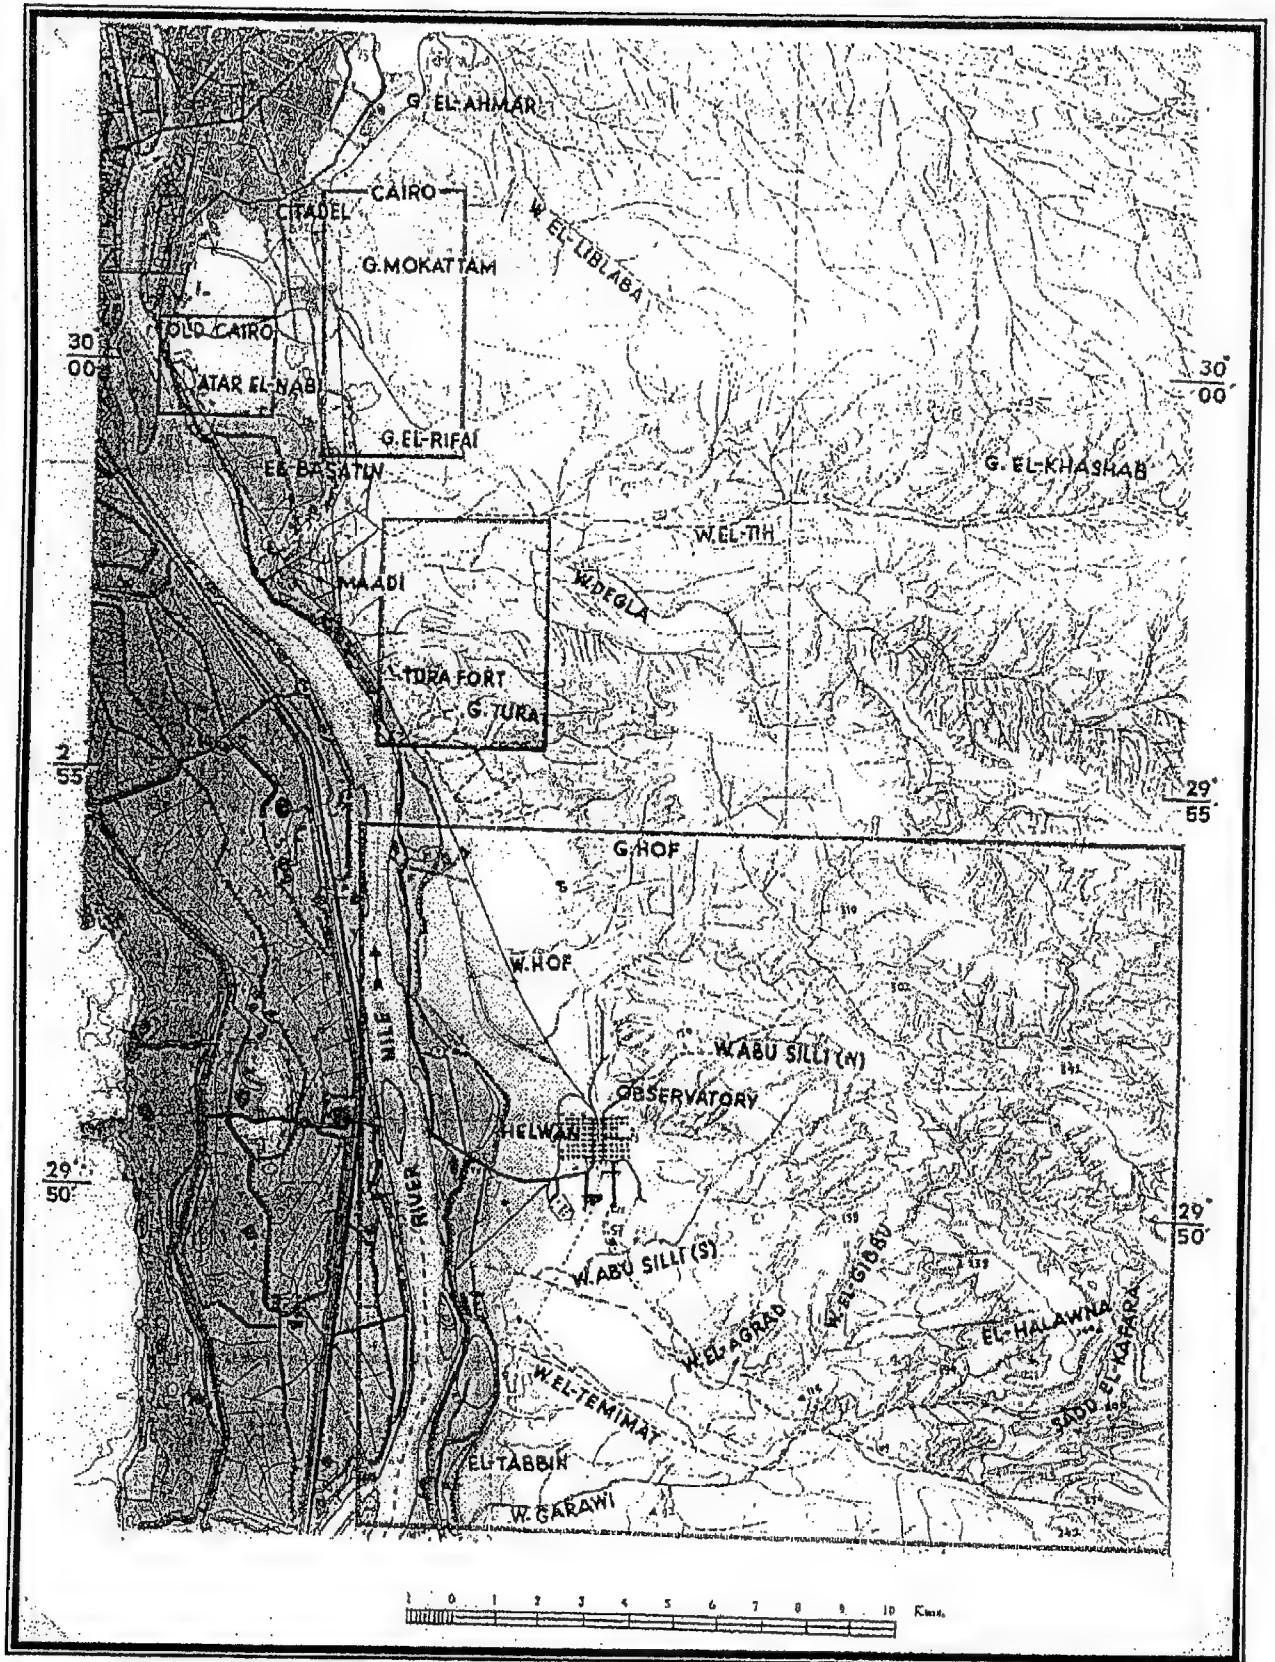 G. EL-AHMAR
CAIRO
CITADEL
W. EL-LIBLABA
G. MOKATTAM
OLD CAIRO
30
00
30°
00'
ATAR EL-NABI
G. EL-RIFAI
EL-BASATIN
G. EL-KHASHAB
W. EL-TIH
MAADI
W. DEGLA
TURA FORT
G. TURA
2
55
29°
55'
G. HOF
319
W. HOF
302
NILE
W. ABU SILLI (N)
OBSERVATORY
HELWAN
29°
50'
RIVER
29°
50'
W. ABU SILLI (S)
W. EL-GIBBU
EL-HALAWNA
SADD EL-KAFARA
W. EL-AGRAD
W. EL-TEMIMAT
EL-TABBIN
W. GARAWI
1 0 1 2 3 4 5 6 7 8 9 10 Kms.